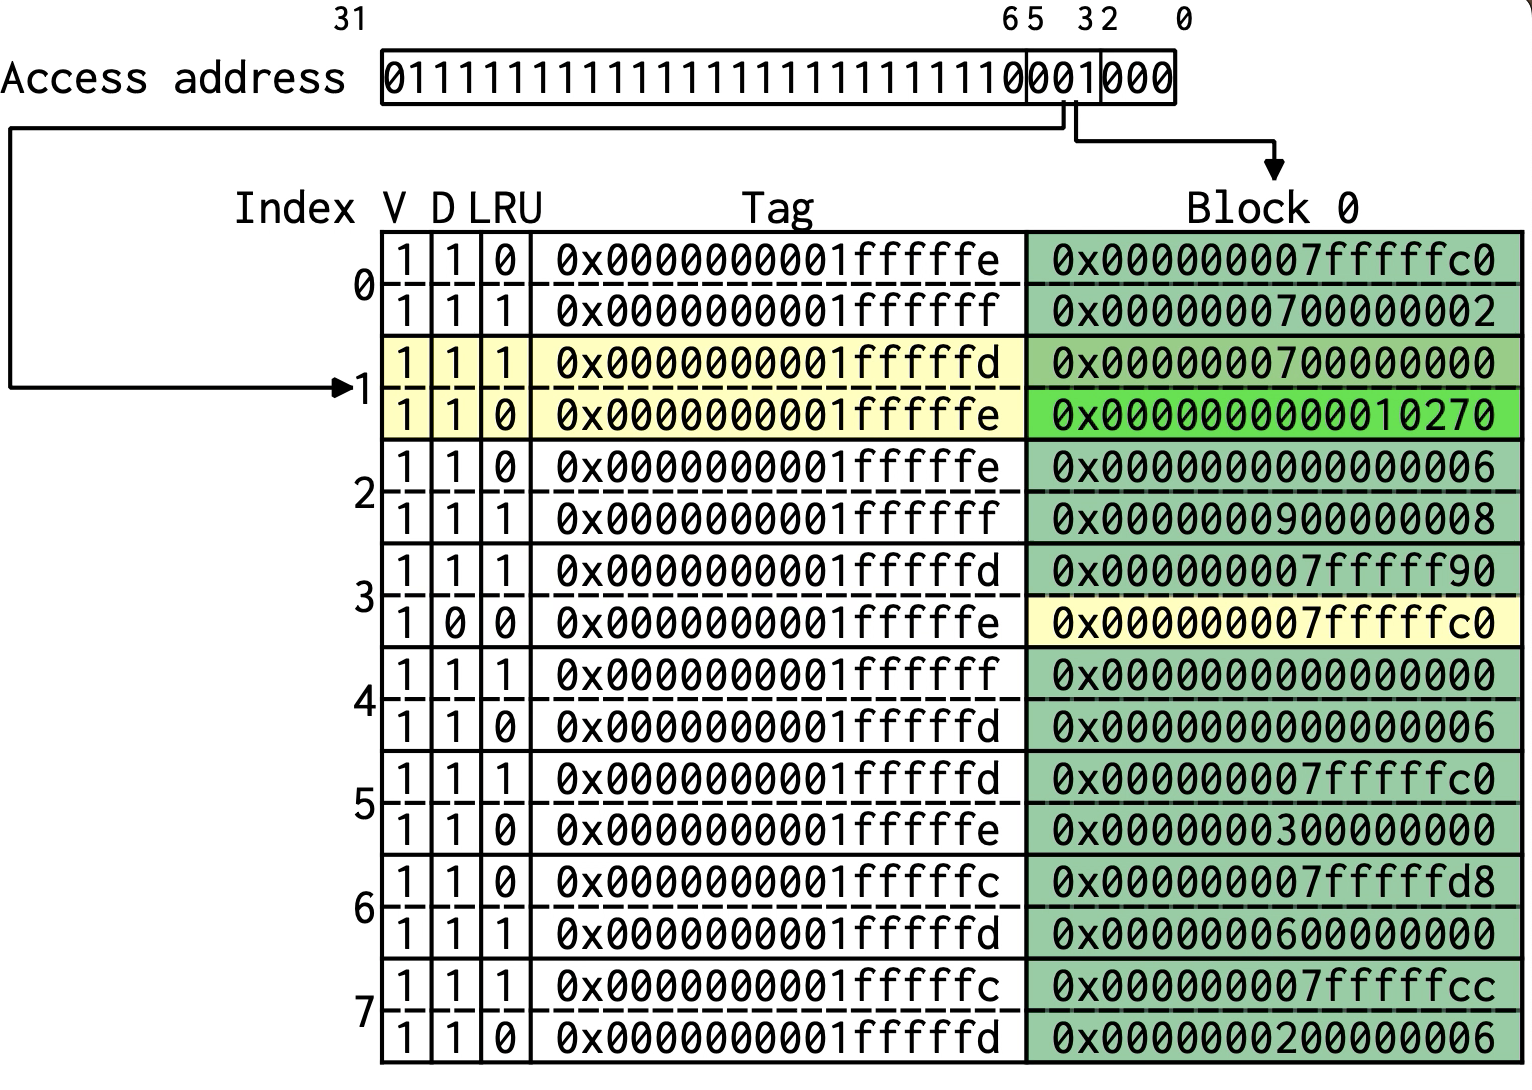 31 6 5 3 2 0
Access address 01111111111111111111111110001000
Index V D LRU Tag Block 0
0
1 1 0 0x0000000001fffffe 0x000000007fffffc0
1 1 1 0x0000000001ffffff 0x0000000700000002
1
1 1 1 0x0000000001fffffd 0x0000000700000000
1 1 0 0x0000000001fffffe 0x0000000000010270
2
1 1 0 0x0000000001fffffe 0x0000000000000006
1 1 1 0x0000000001ffffff 0x0000000900000008
3
1 1 1 0x0000000001fffffd 0x000000007fffff90
1 0 0 0x0000000001fffffe 0x000000007fffffc0
4
1 1 1 0x0000000001ffffff 0x0000000000000000
1 1 0 0x0000000001fffffd 0x0000000000000006
5
1 1 1 0x0000000001fffffd 0x000000007fffffc0
1 1 0 0x0000000001fffffe 0x0000000300000000
6
1 1 0 0x0000000001fffffc 0x000000007fffffd8
1 1 1 0x0000000001fffffd 0x0000000600000000
7
1 1 1 0x0000000001fffffc 0x000000007fffffcc
1 1 0 0x0000000001fffffd 0x0000000200000006